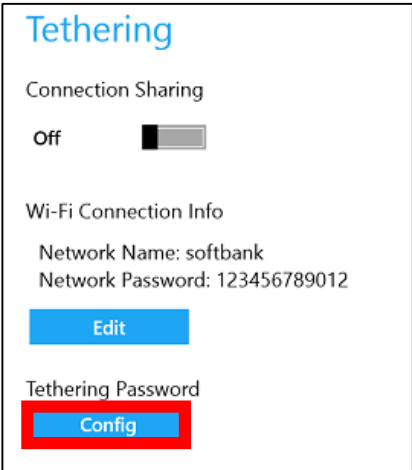 Tethering
Connection Sharing
Off
Wi-Fi Connection Info
Network Name: softbank
Network Password: 123456789012
Edit
Tethering Password
Config